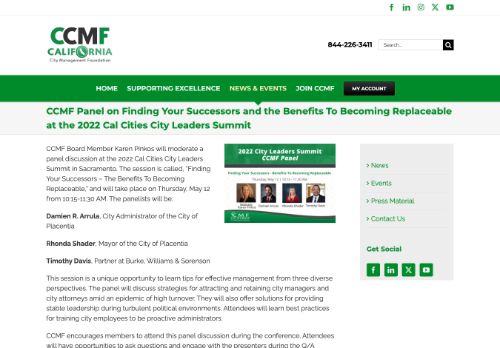 CCMF
CALIFORNIA
City Management Foundation
844-226-3411
Search...
HOME SUPPORTING EXCELLENCE NEWS & EVENTS JOIN CCMF MY ACCOUNT
CCMF Panel on Finding Your Successors and the Benefits To Becoming Replaceable
at the 2022 Cal Cities City Leaders Summit
CCMF Board Member Karen Pinkos will moderate a
panel discussion at the 2022 Cal Cities City Leaders
Summit in Sacramento. The session is called, "Finding
Your Successors – The Benefits To Becoming
Replaceable," and will take place on Thursday, May 12
from 10:15-11:30 AM. The panelists will be:
Damien R. Arrula, City Administrator of the City of
Placentia
Rhonda Shader, Mayor of the City of Placentia
Timothy Davis, Partner at Burke, Williams & Sorenson
2022 City Leaders Summit
CCMF Panel
Finding Your Successors - Benefits To Becoming Replaceable
CCMF
> News
> Events
> Press Material
> Contact Us
Get Social
This session is a unique opportunity to learn tips for effective management from three diverse
perspectives. The panel will discuss strategies for attracting and retaining city managers and
city attorneys amid an epidemic of high turnover. They will also offer solutions for providing
stable leadership during turbulent political environments. Attendees will learn best practices
for training city employees to be proactive administrators.
CCMF encourages members to attend this panel discussion during the conference. Attendees
will have opportunities to ask questions and engage with the presenters during the Q/A